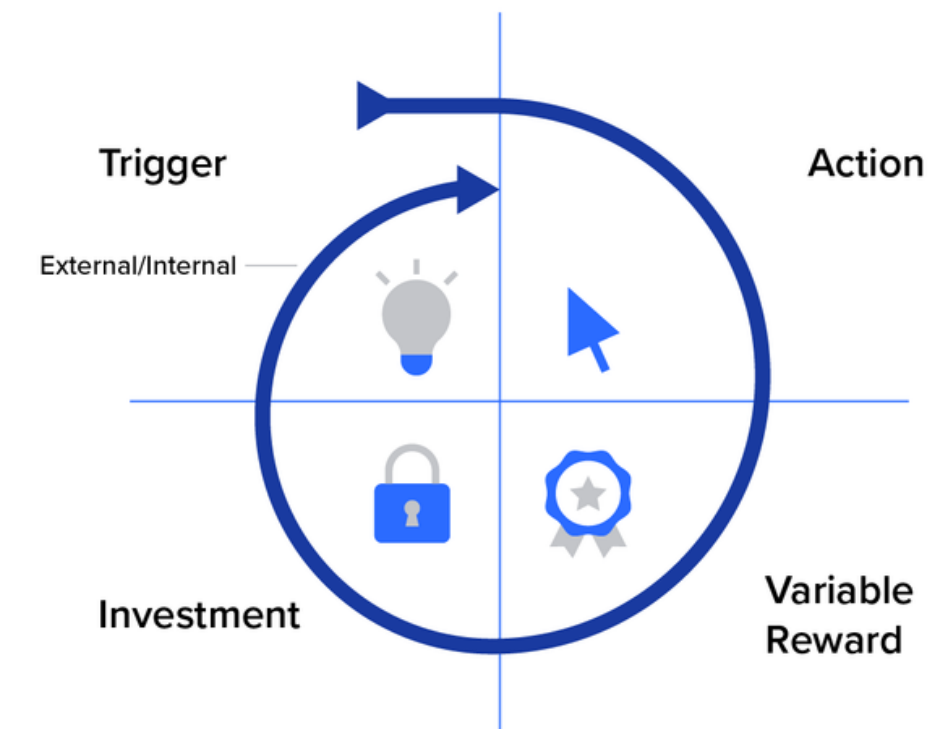 Trigger
Action
External/Internal
Investment
Variable
Reward